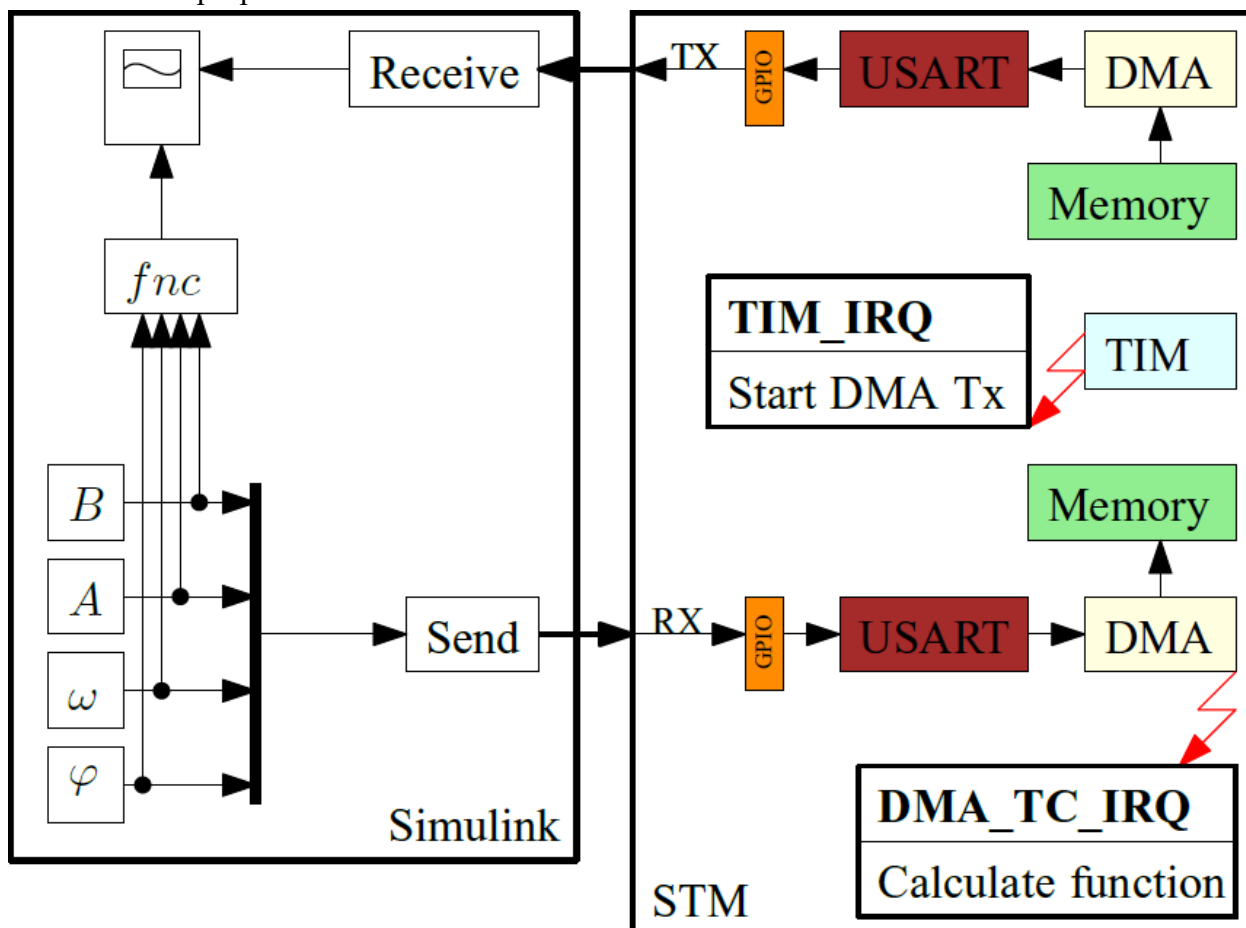 Receive
TX
GPIO
USART
DMA
Memory
fnc
TIM_IRQ
Start DMA Tx
TIM
B
Memory
A
Send
RX
GPIO
USART
DMA
ω
φ
Simulink
DMA_TC_IRQ
Calculate function
STM